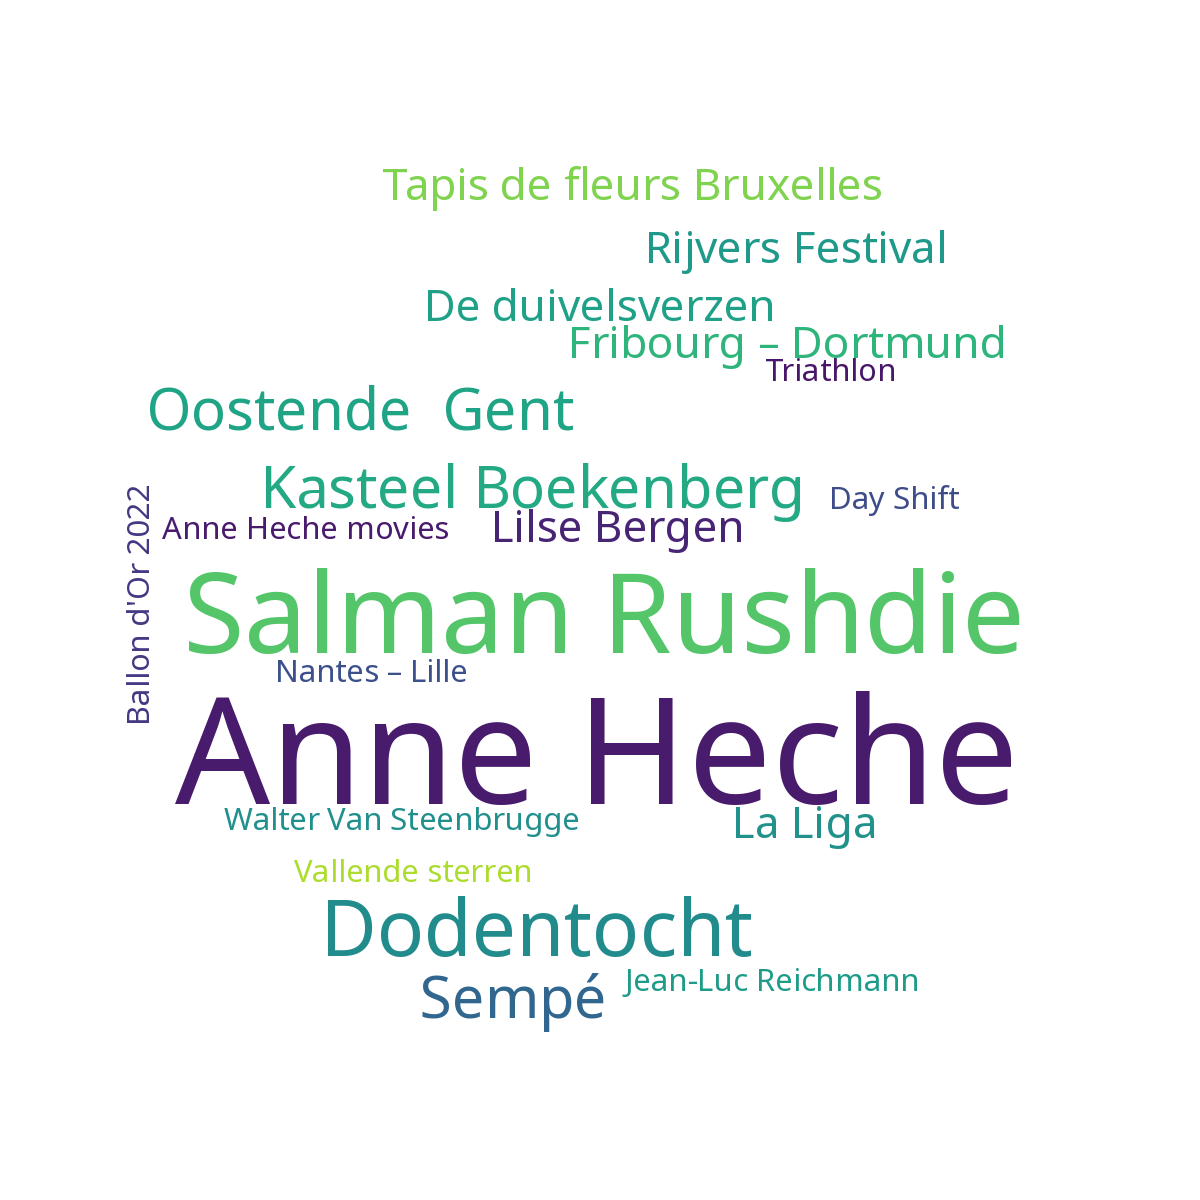 Tapis de fleurs Bruxelles
Rijvers Festival
De duivelsverzen
Fribourg – Dortmund
Triathlon
Oostende  Gent
Kasteel Boekenberg
Day Shift
Ballon d'Or 2022
Anne Heche movies
Lilse Bergen
Salman Rushdie
Nantes – Lille
Anne Heche
Walter Van Steenbrugge
La Liga
Vallende sterren
Dodentocht
Jean-Luc Reichmann
Sempé